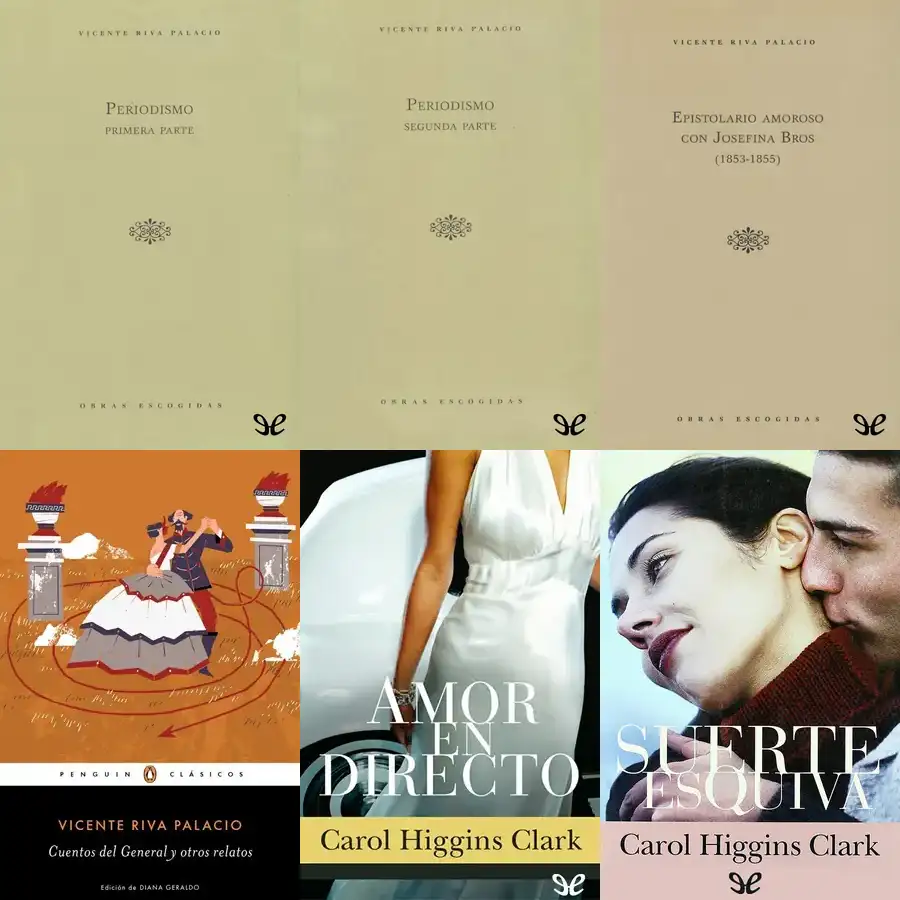 VICENTE RIVA PALACIO
PERIODISMO
PRIMERA PARTE
OBRAS ESCOGIDAS
VICENTE RIVA PALACIO
PERIODISMO
SEGUNDA PARTE
OBRAS ESCOGIDAS
VICENTE RIVA PALACIO
EPISTOLARIO AMOROSO
CON JOSEFINA BROS
(1853-1855)
OBRAS ESCOGIDAS
PENGUIN CLÁSICOS
VICENTE RIVA PALACIO
Cuentos del General y otros relatos
Edición de DIANA GERALDO
AMOR
EN
DIRECTO
Carol Higgins Clark
SUERTE
ESQUIVA
Carol Higgins Clark